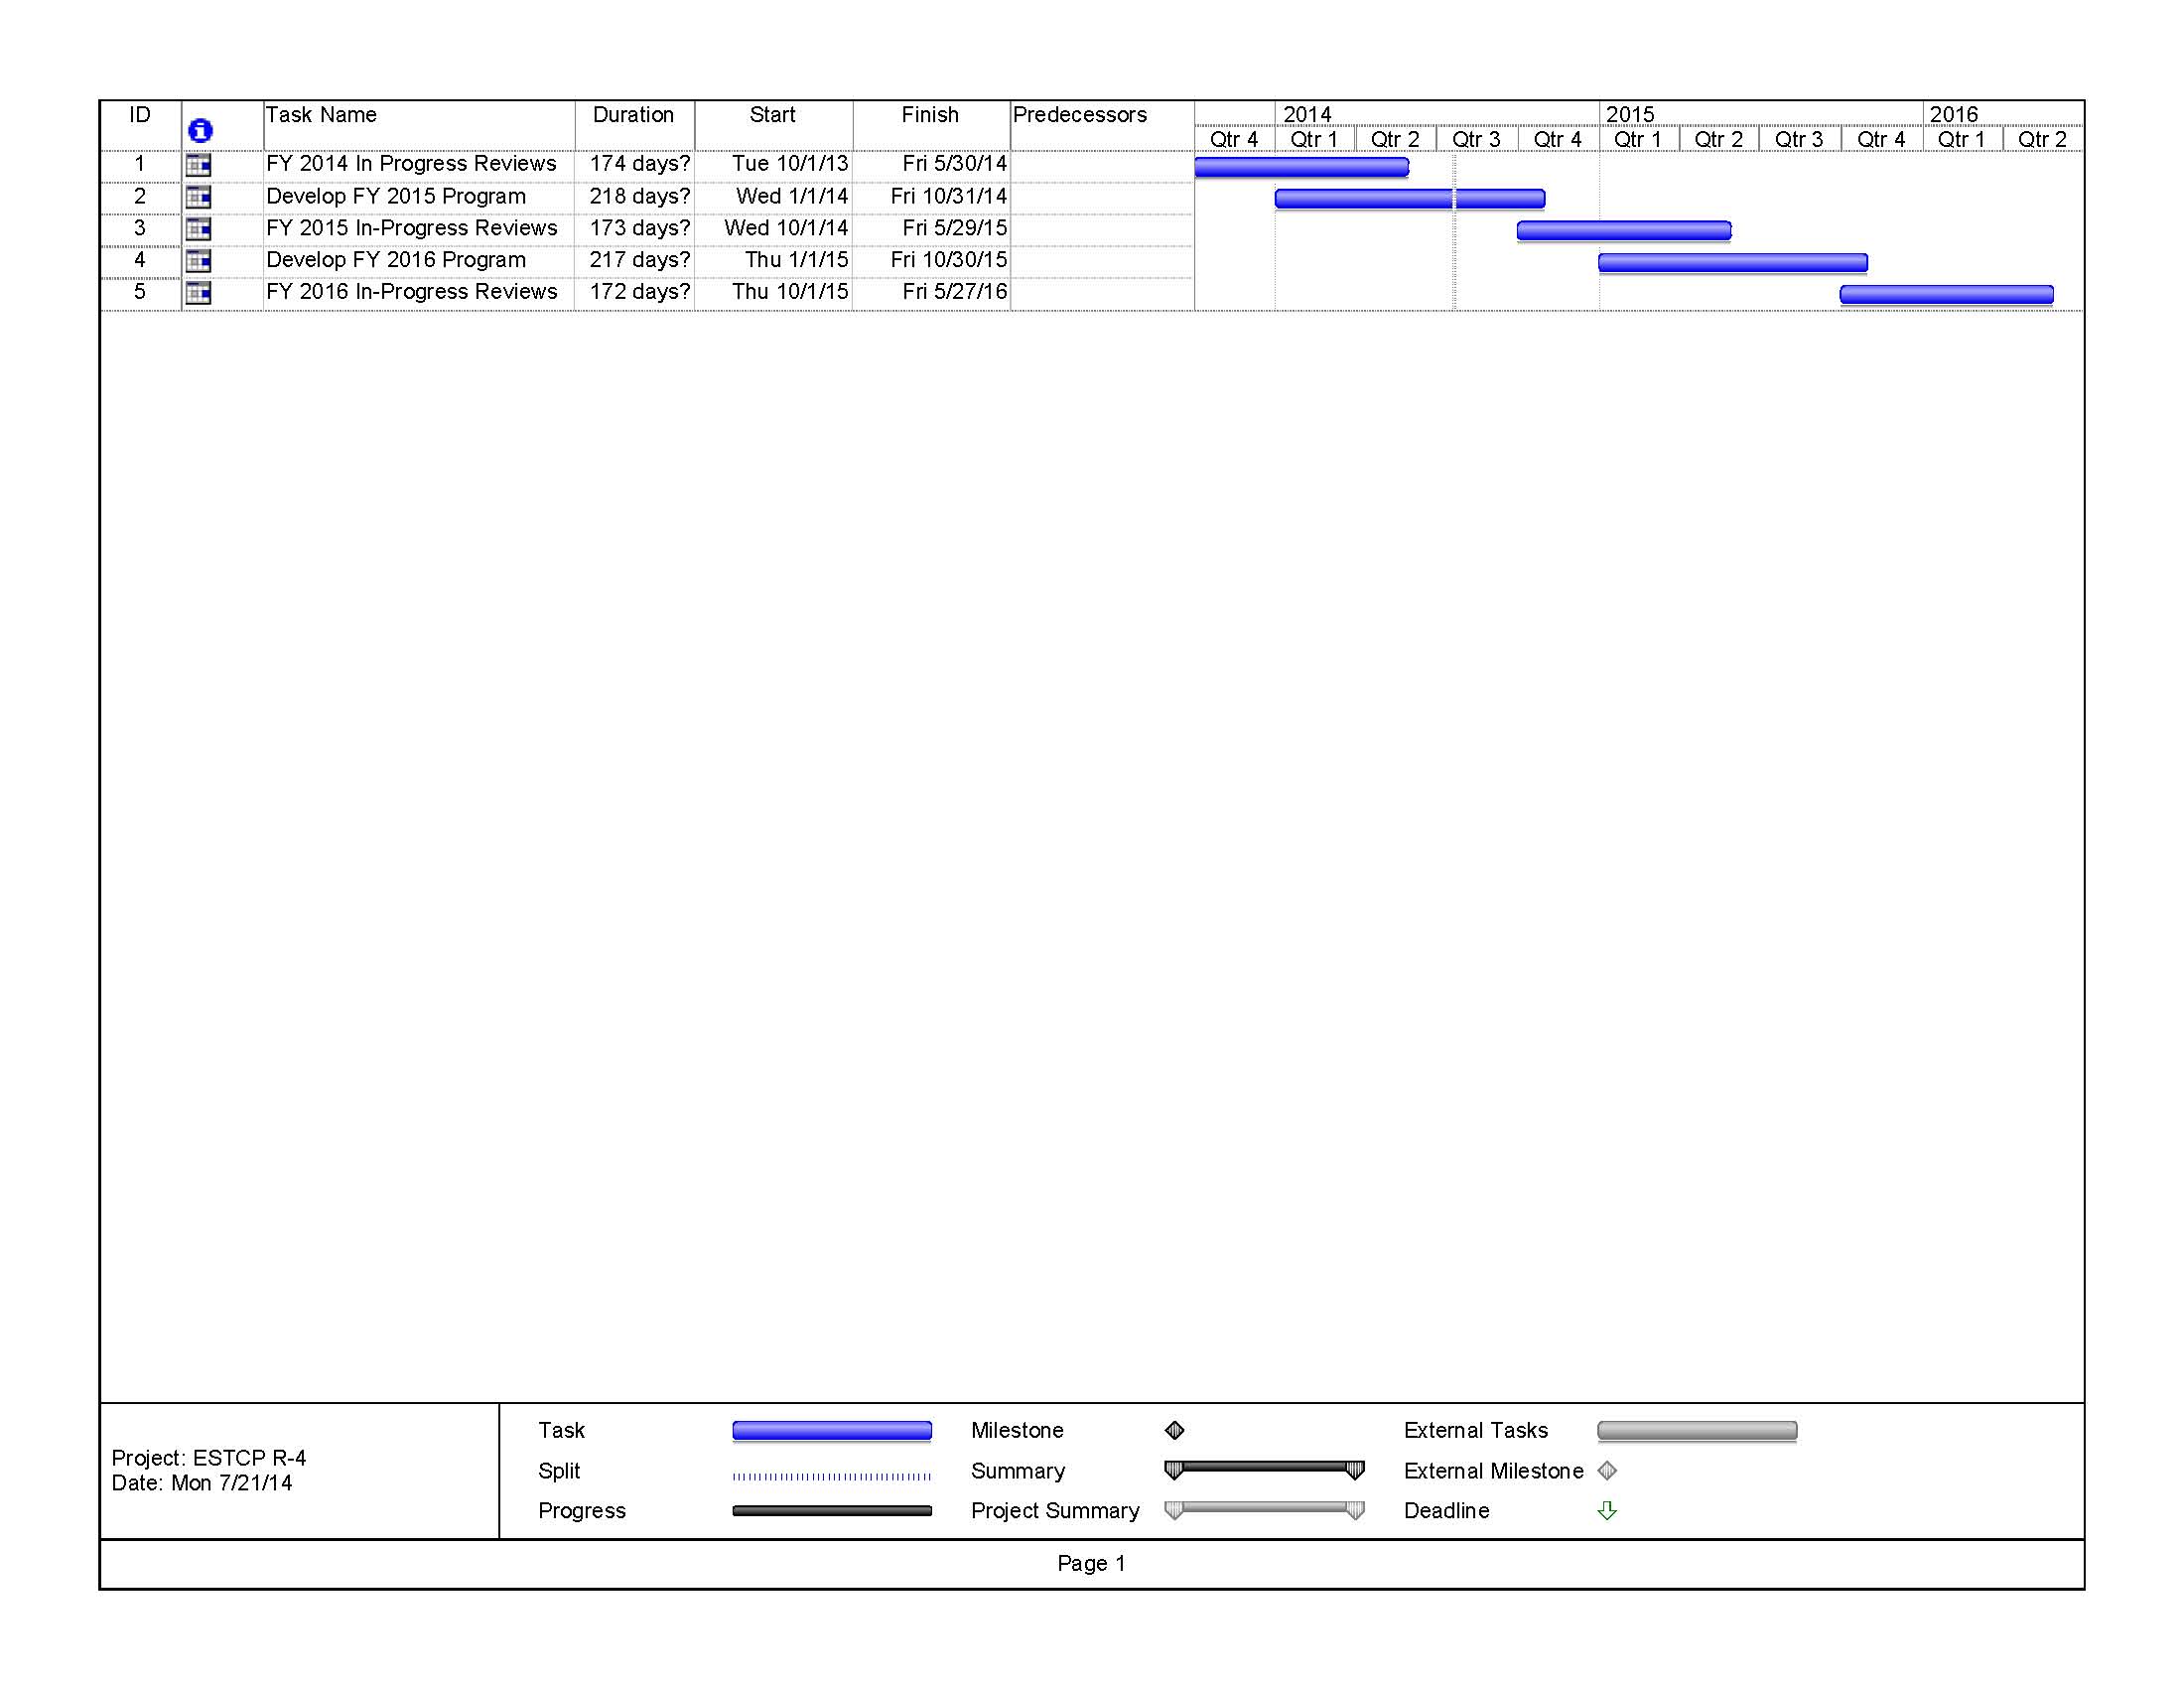 ID Task Name Duration Start Finish Predecessors 2014 2015 2016
Qtr 4 Qtr 1 Qtr 2 Qtr 3 Qtr 4 Qtr 1 Qtr 2 Qtr 3 Qtr 4 Qtr 1 Qtr 2
1 FY 2014 In Progress Reviews 174 days? Tue 10/1/13 Fri 5/30/14
2 Develop FY 2015 Program 218 days? Wed 1/1/14 Fri 10/31/14
3 FY 2015 In-Progress Reviews 173 days? Wed 10/1/14 Fri 5/29/15
4 Develop FY 2016 Program 217 days? Thu 1/1/15 Fri 10/30/15
5 FY 2016 In-Progress Reviews 172 days? Thu 10/1/15 Fri 5/27/16
Project: ESTCP R-4
Date: Mon 7/21/14
Task Milestone External Tasks
Split Summary External Milestone
Progress Project Summary Deadline
Page 1